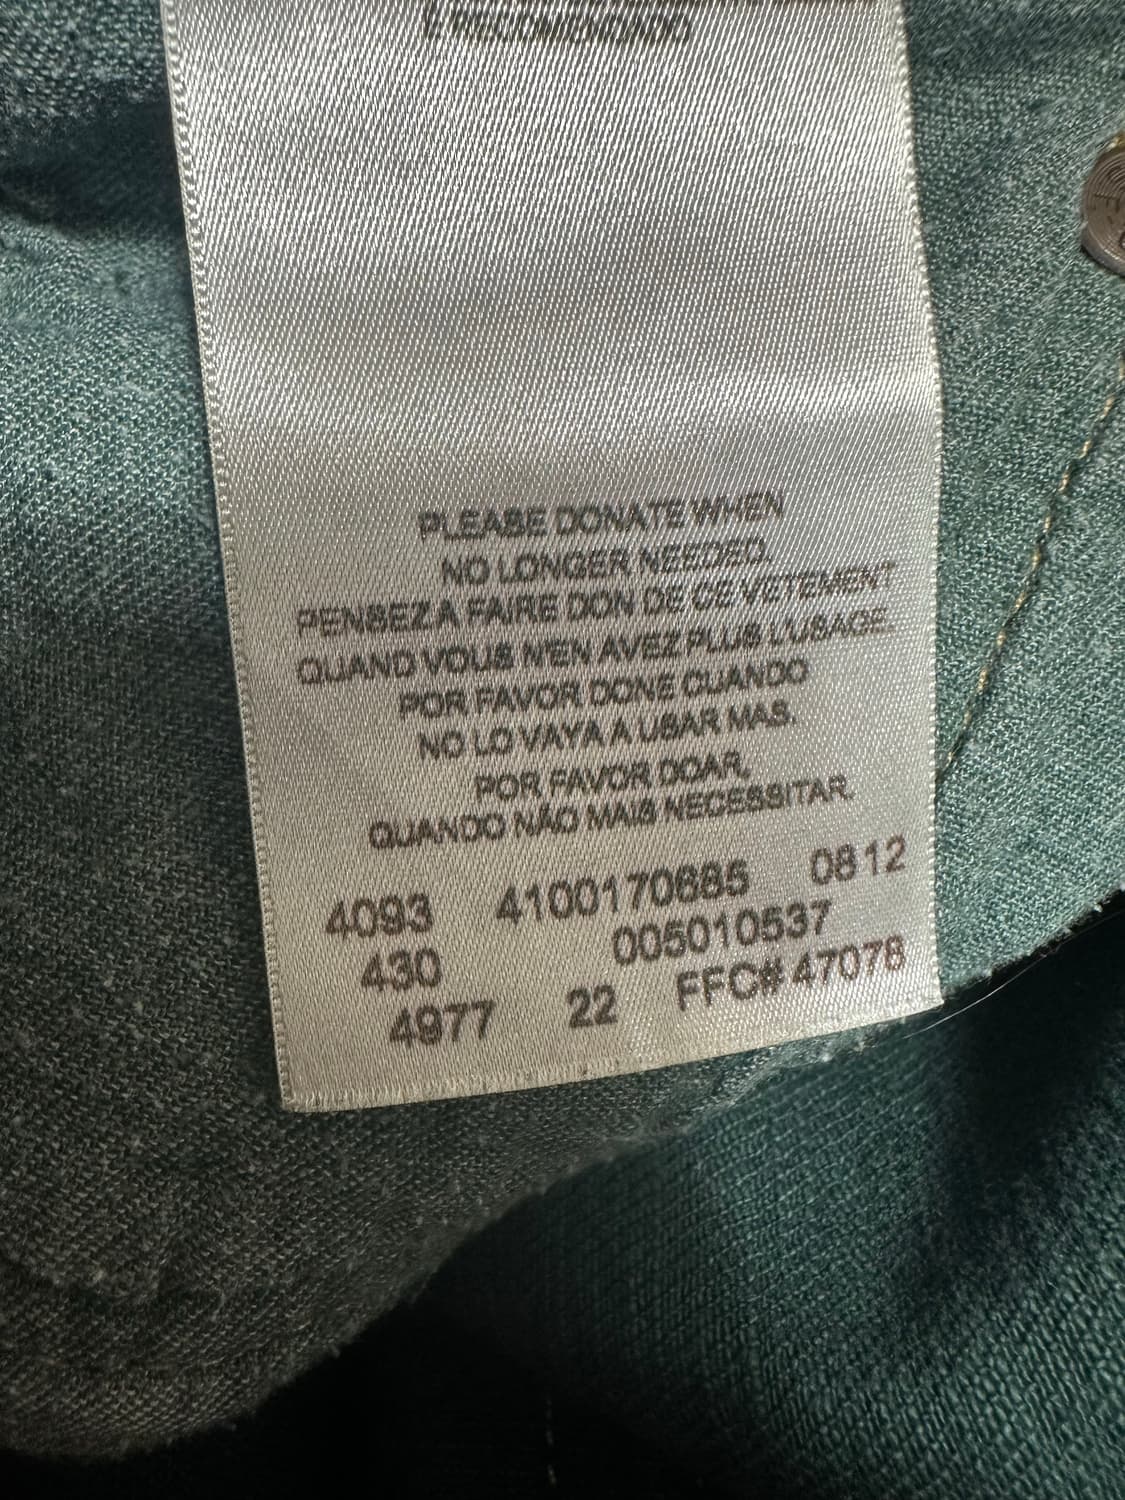 É RECOMENDADO
PLEASE DONATE WHEN
NO LONGER NEEDED.
PENSEZ À FAIRE DON DE CE VETEMENT
QUAND VOUS N'EN AVEZ PLUS L'USAGE.
POR FAVOR DONE CUANDO
NO LO VAYA A USAR MAS.
POR FAVOR DOAR,
QUANDO NÃO MAIS NECESSITAR.
4093 4100170685 0812
430 005010537
4977 22 FFC# 47078